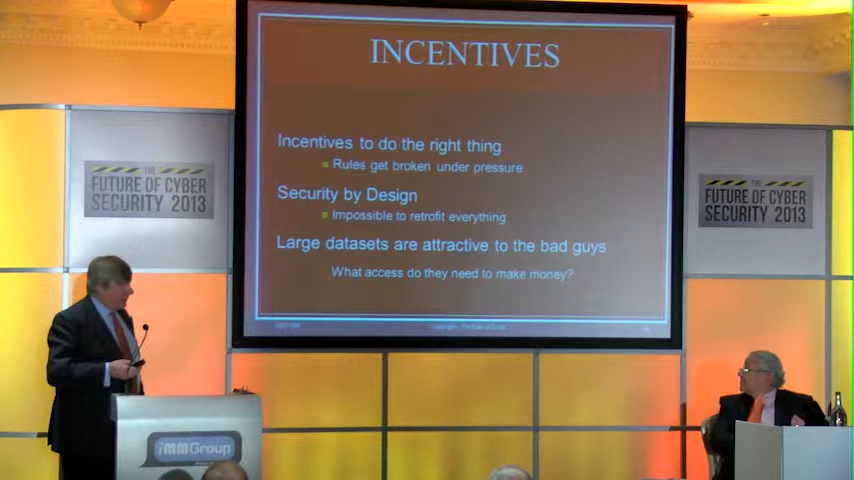 INCENTIVES
Incentives to do the right thing
Rules get broken under pressure
Security by Design
Impossible to retrofit everything
Large datasets are attractive to the bad guys
What access do they need to make money?
THE
FUTURE OF CYBER
SECURITY 2013
THE
FUTURE OF CYBER
SECURITY 2013
iMMGroup